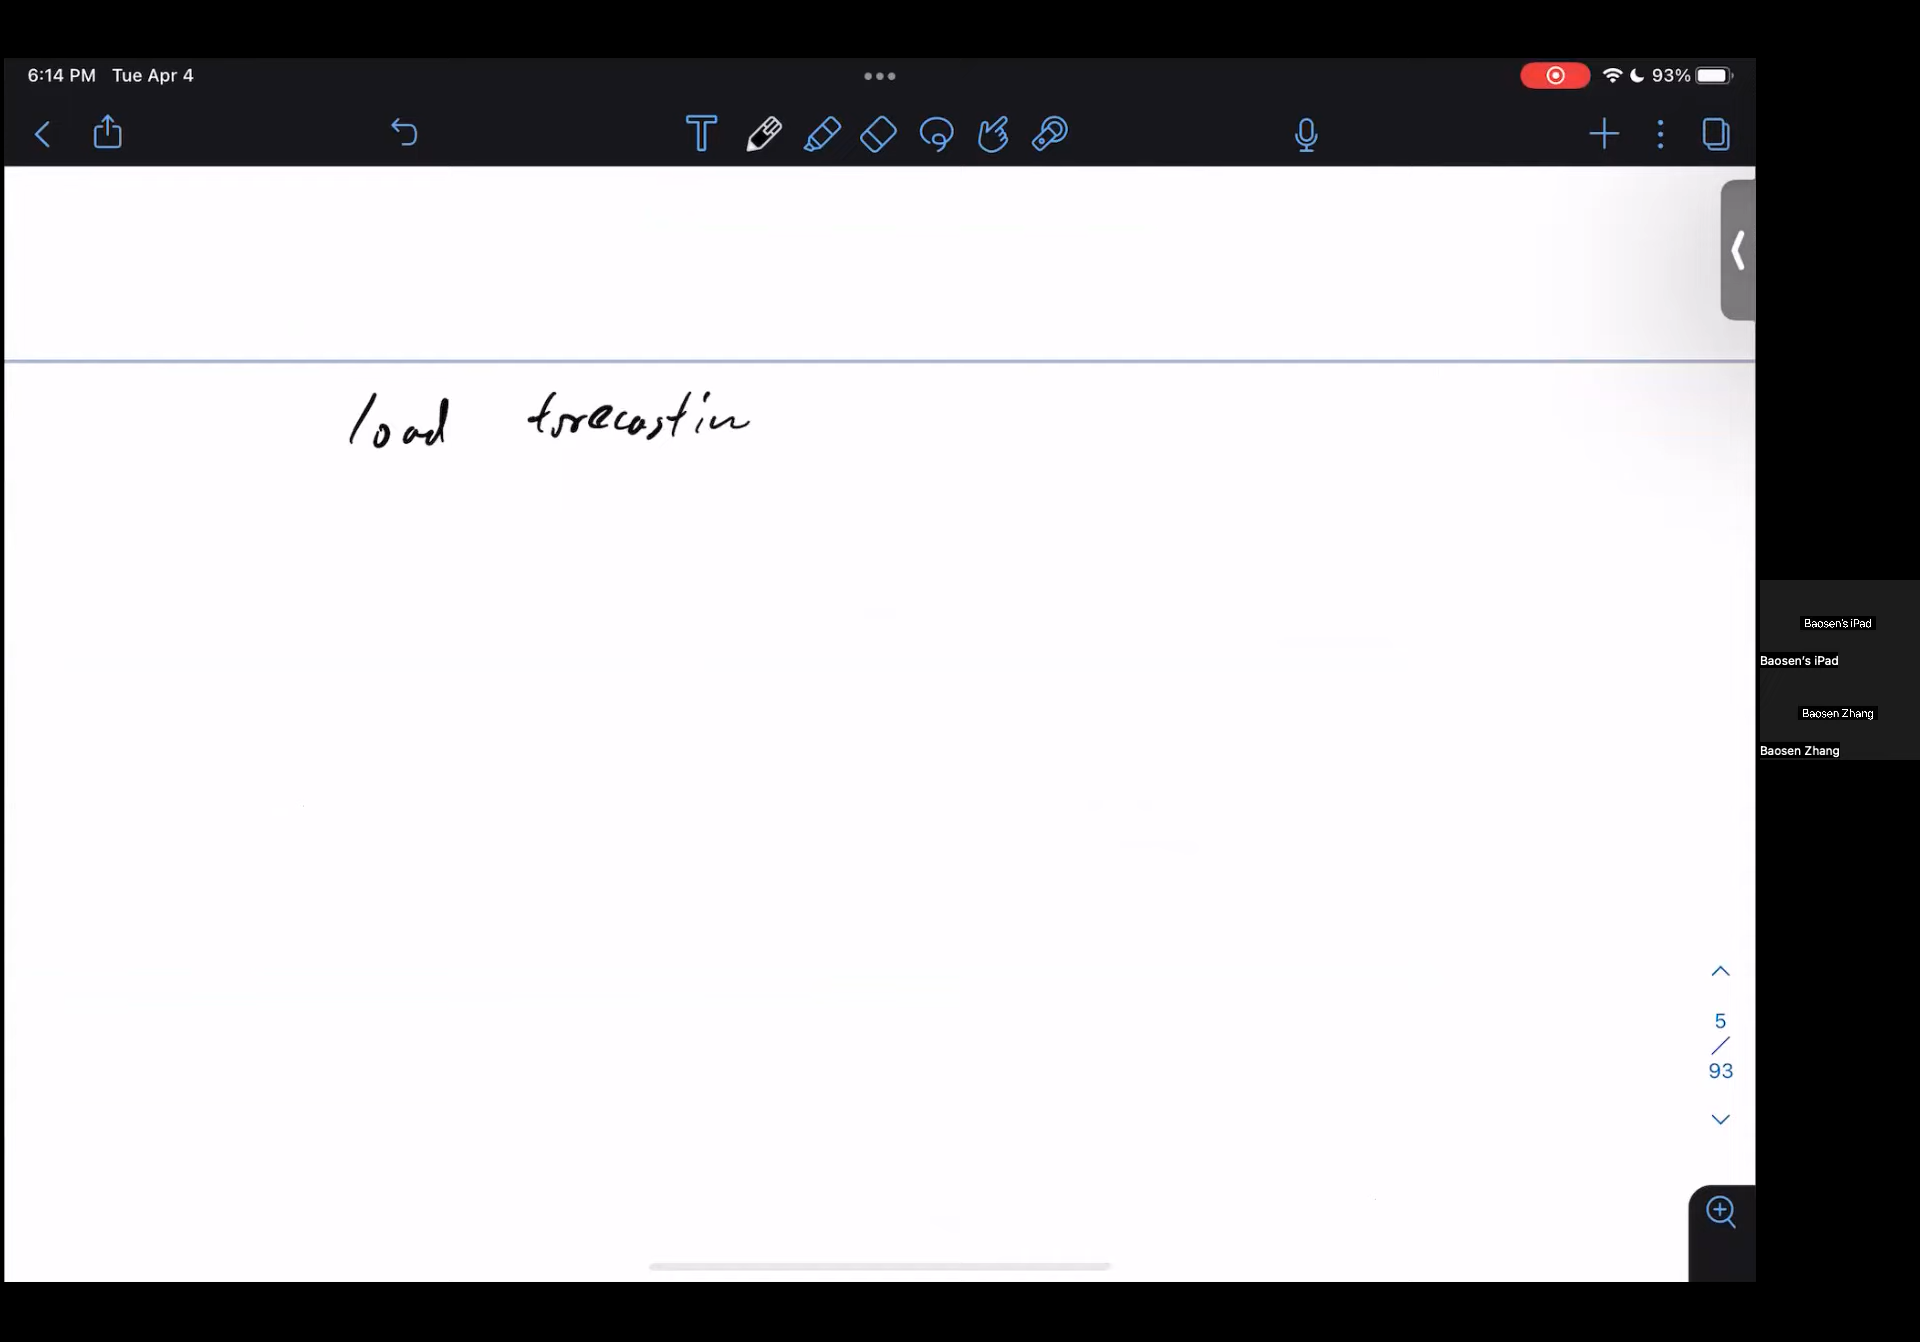 6:14 PM Tue Apr 4
93%
T
load forecastin
Baosen's iPad
Baosen's iPad
Baosen Zhang
Baosen Zhang
5
/
93